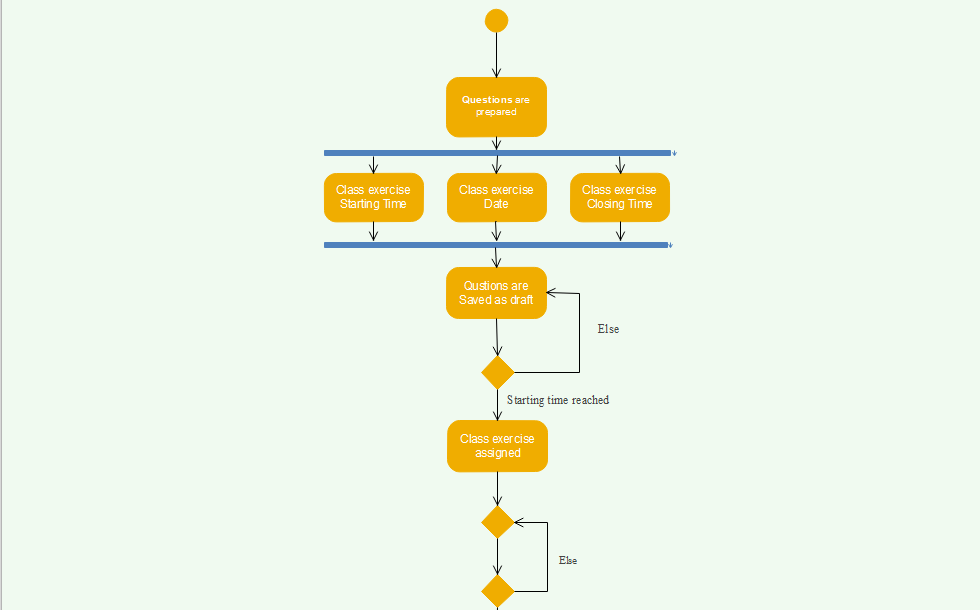 Questions are
prepared
Class exercise
Starting Time
Class exercise
Date
Class exercise
Closing Time
Qustions are
Saved as draft
Else
Starting time reached
Class exercise
assigned
Else